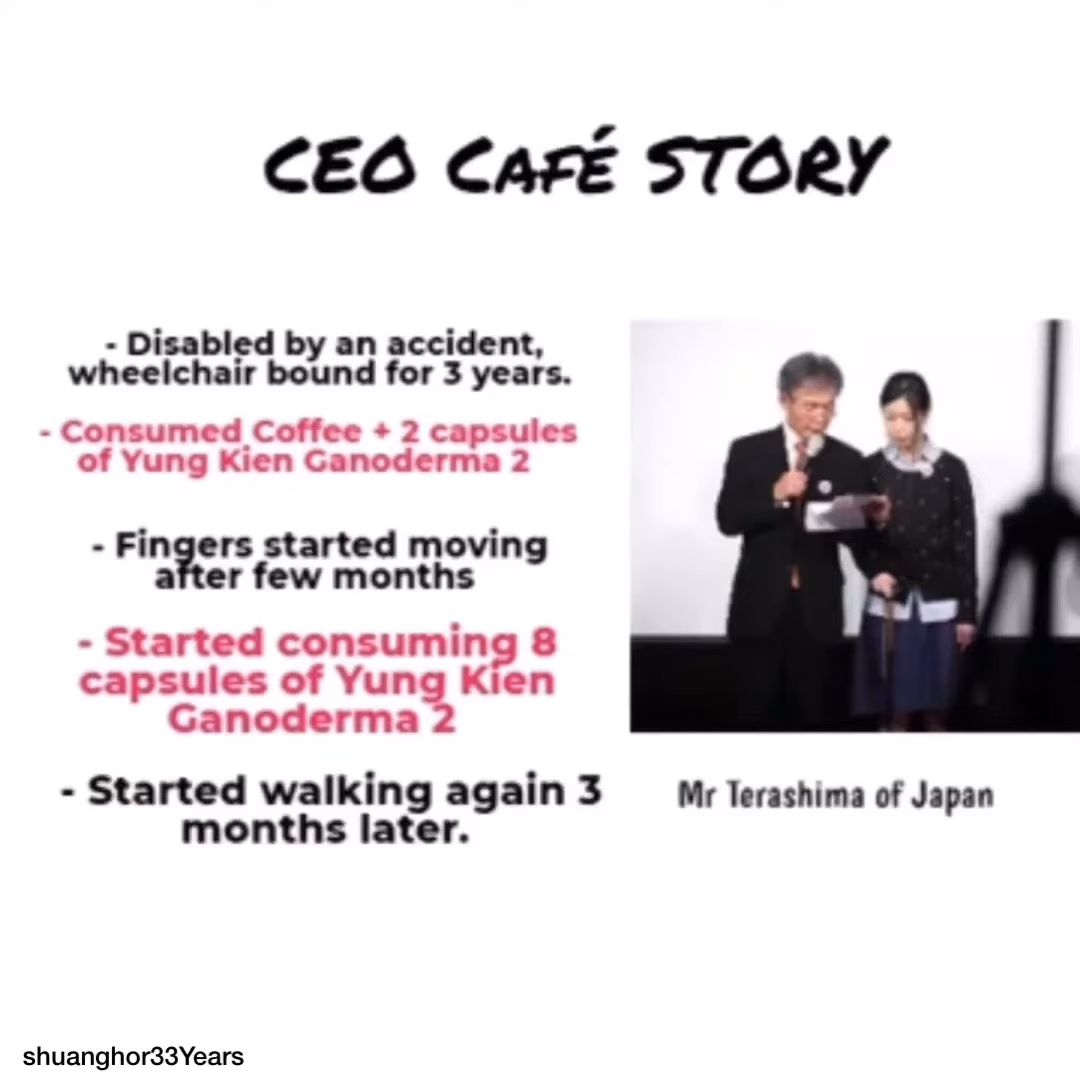 CEO CAFÉ STORY
- Disabled by an accident,
wheelchair bound for 3 years.
- Consumed Coffee + 2 capsules
of Yung Kien Ganoderma 2
- Fingers started moving
after few months
- Started consuming 8
capsules of Yung Kien
Ganoderma 2
- Started walking again 3
months later.
Mr Terashima of Japan
shuanghor33Years